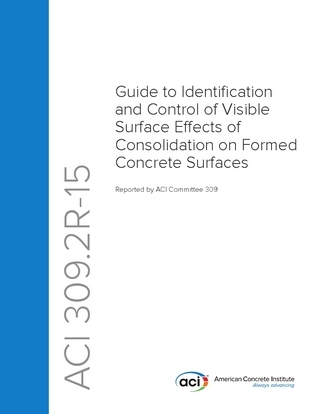 Guide to Identification
and Control of Visible
Surface Effects of
Consolidation on Formed
Concrete Surfaces
Reported by ACI Committee 309
ACI 309.2R-15
aci
American Concrete Institute
Always advancing